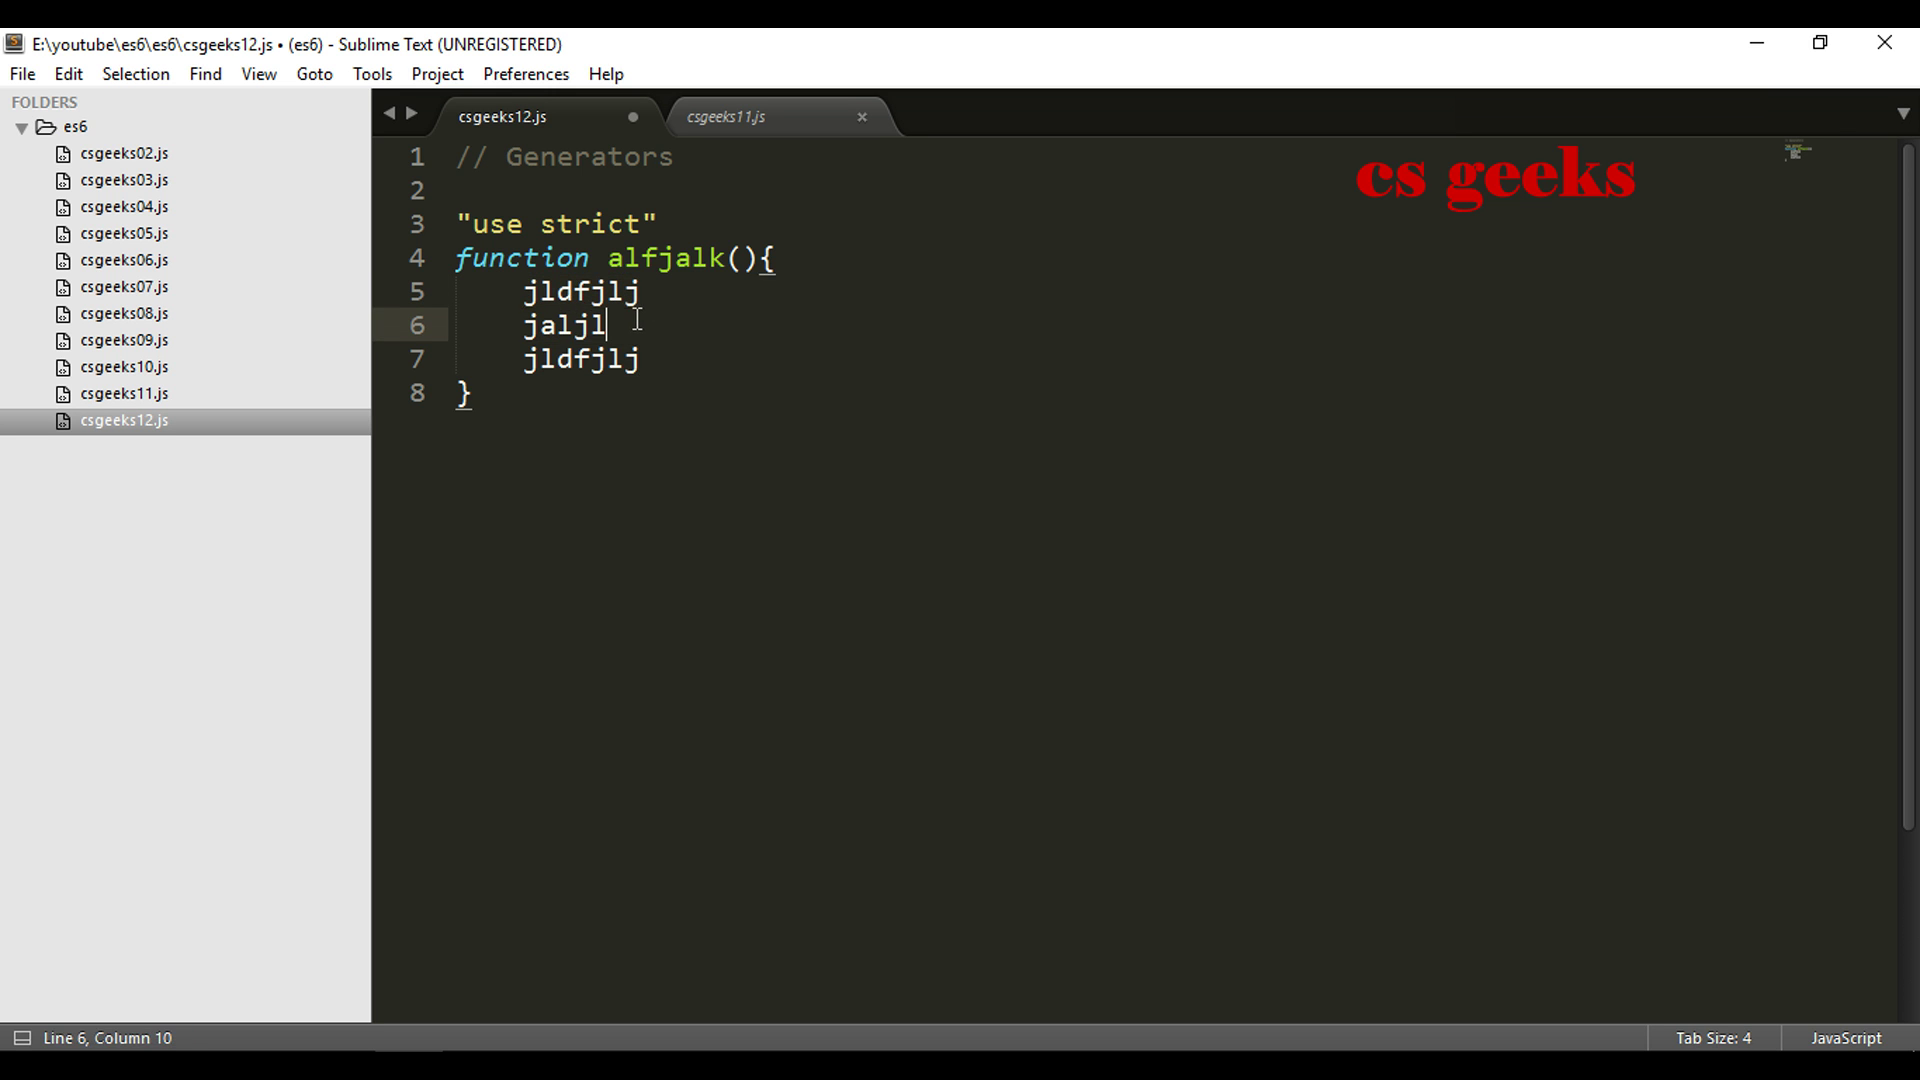 E:\youtube\es6\es6\csgeeks12.js • (es6) - Sublime Text (UNREGISTERED)
File Edit Selection Find View Goto Tools Project Preferences Help
FOLDERS
es6
csgeeks02.js
csgeeks03.js
csgeeks04.js
csgeeks05.js
csgeeks06.js
csgeeks07.js
csgeeks08.js
csgeeks09.js
csgeeks10.js
csgeeks11.js
csgeeks12.js
csgeeks12.js csgeeks11.js
1 // Generators
2
3 "use strict"
4 function alfjalk(){
5 jldfjlj
6 jaljl
7 jldfjlj
8 }
cs geeks
Line 6, Column 10 Tab Size: 4 JavaScript